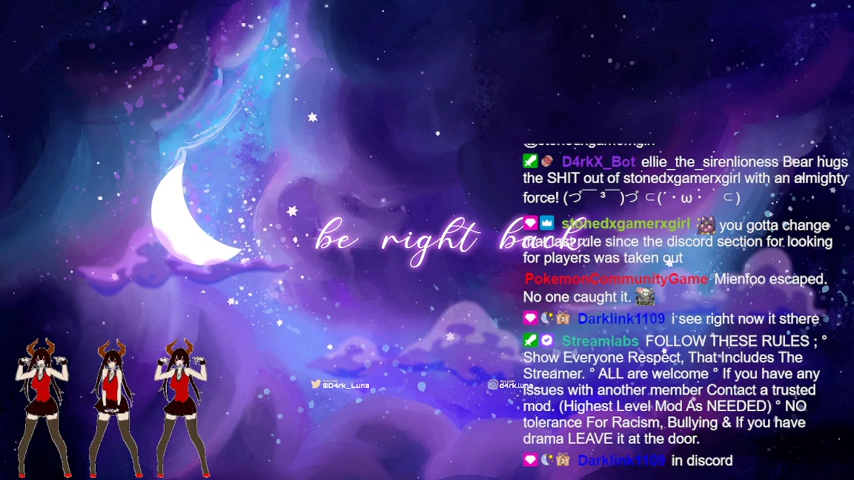 be right back
@D4rk_Luna
d4rk.luna
D4rkX_Bot ellie_the_sirenlioness Bear hugs
the SHIT out of stonedxgamerxgirl with an almighty
force! (づ￣ ³￣)づ ⊂(´・ω・｀⊂)
stonedxgamerxgirl you gotta change
that last rule since the discord section for looking
for players was taken out
PokemonCommunityGame Mienfoo escaped.
No one caught it.
Darklink1109 i see right now it sthere
Streamlabs FOLLOW THESE RULES ; °
Show Everyone Respect, That Includes The
Streamer. ° ALL are welcome ° If you have any
issues with another member Contact a trusted
mod. (Highest Level Mod As NEEDED) ° NO
tolerance For Racism, Bullying & If you have
drama LEAVE it at the door.
Darklink1109 in discord